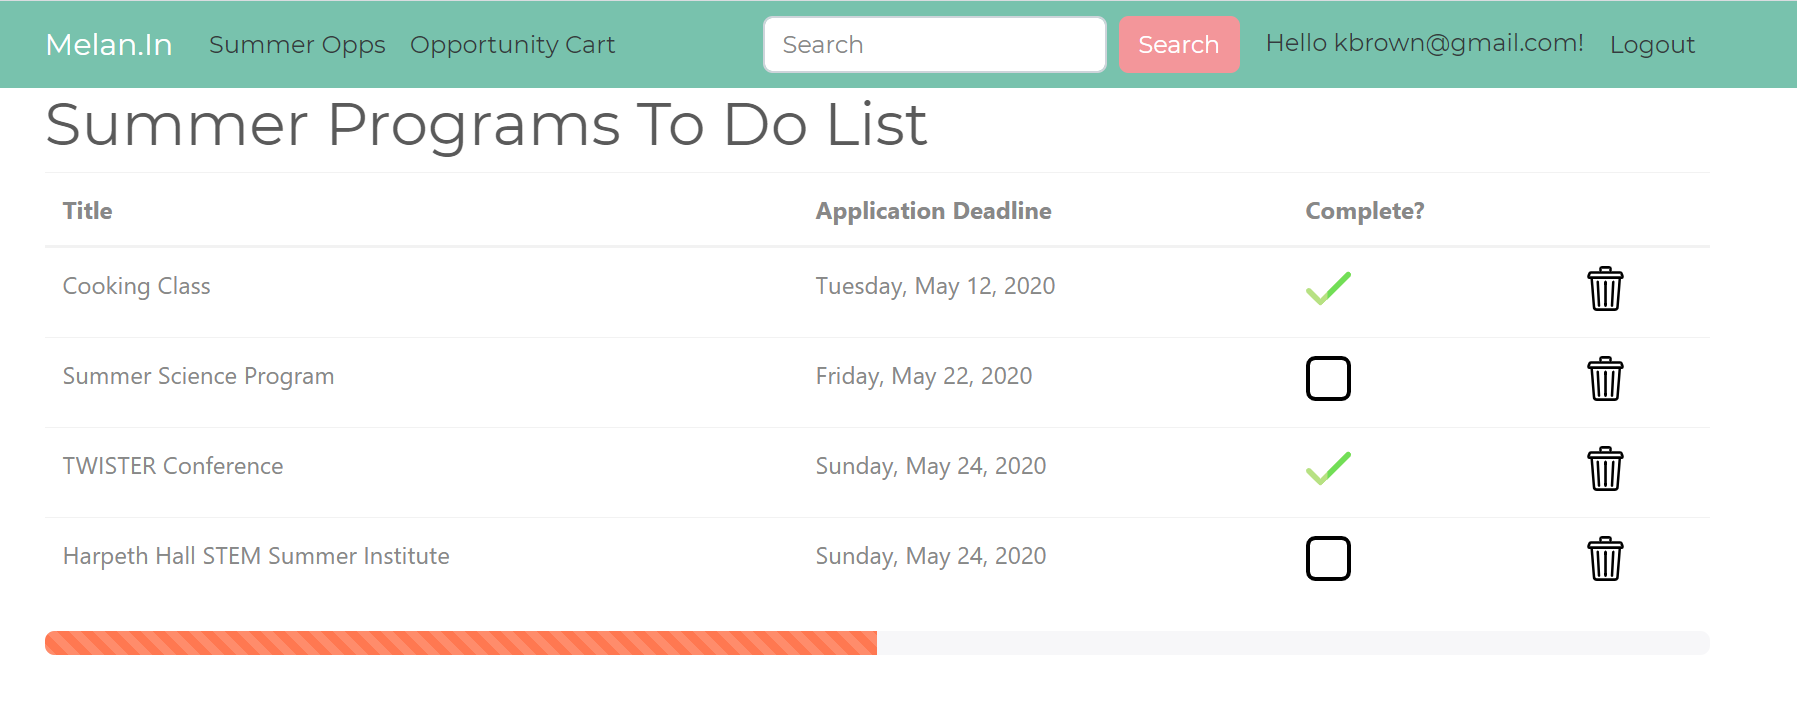 Melan.In Summer Opps Opportunity Cart Search Search Hello kbrown@gmail.com! Logout
Summer Programs To Do List
Title Application Deadline Complete?
Cooking Class Tuesday, May 12, 2020
Summer Science Program Friday, May 22, 2020
TWISTER Conference Sunday, May 24, 2020
Harpeth Hall STEM Summer Institute Sunday, May 24, 2020